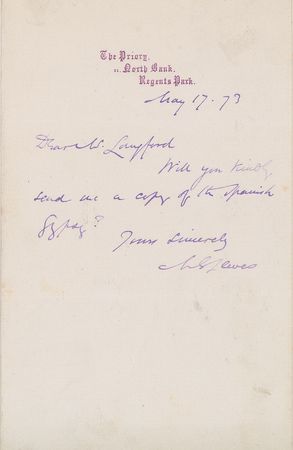 The Priory,
21. North Bank,
Regents Park.
May 17. 73
Dear Mr. Langford
Will you kindly
send me a copy of the Spanish
Gypsy?
Yours Sincerely
M E Lewes